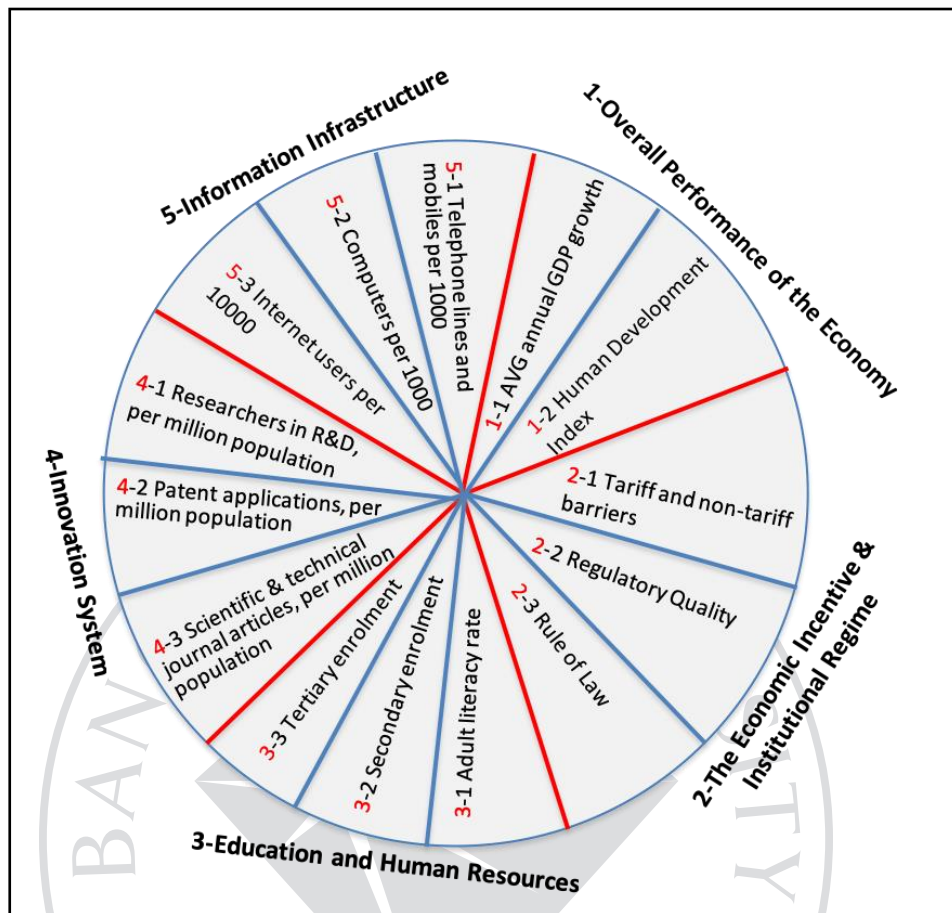 1-Overall Performance of the Economy
1-1 AVG annual GDP growth
1-2 Human Development
Index
2-The Economic Incentive &
Institutional Regime
2-1 Tariff and non-tariff
barriers
2-2 Regulatory Quality
2-3 Rule of Law
3-Education and Human Resources
3-1 Adult literacy rate
3-2 Secondary enrolment
3-3 Tertiary enrolment
4-Innovation System
4-1 Researchers in R&D,
per million population
4-2 Patent applications, per
million population
4-3 Scientific & technical
journal articles, per million
population
5-Information Infrastructure
5-1 Telephone lines and
mobiles per 1000
5-2 Computers per 1000
5-3 Internet users per
10000
BAN
SITY